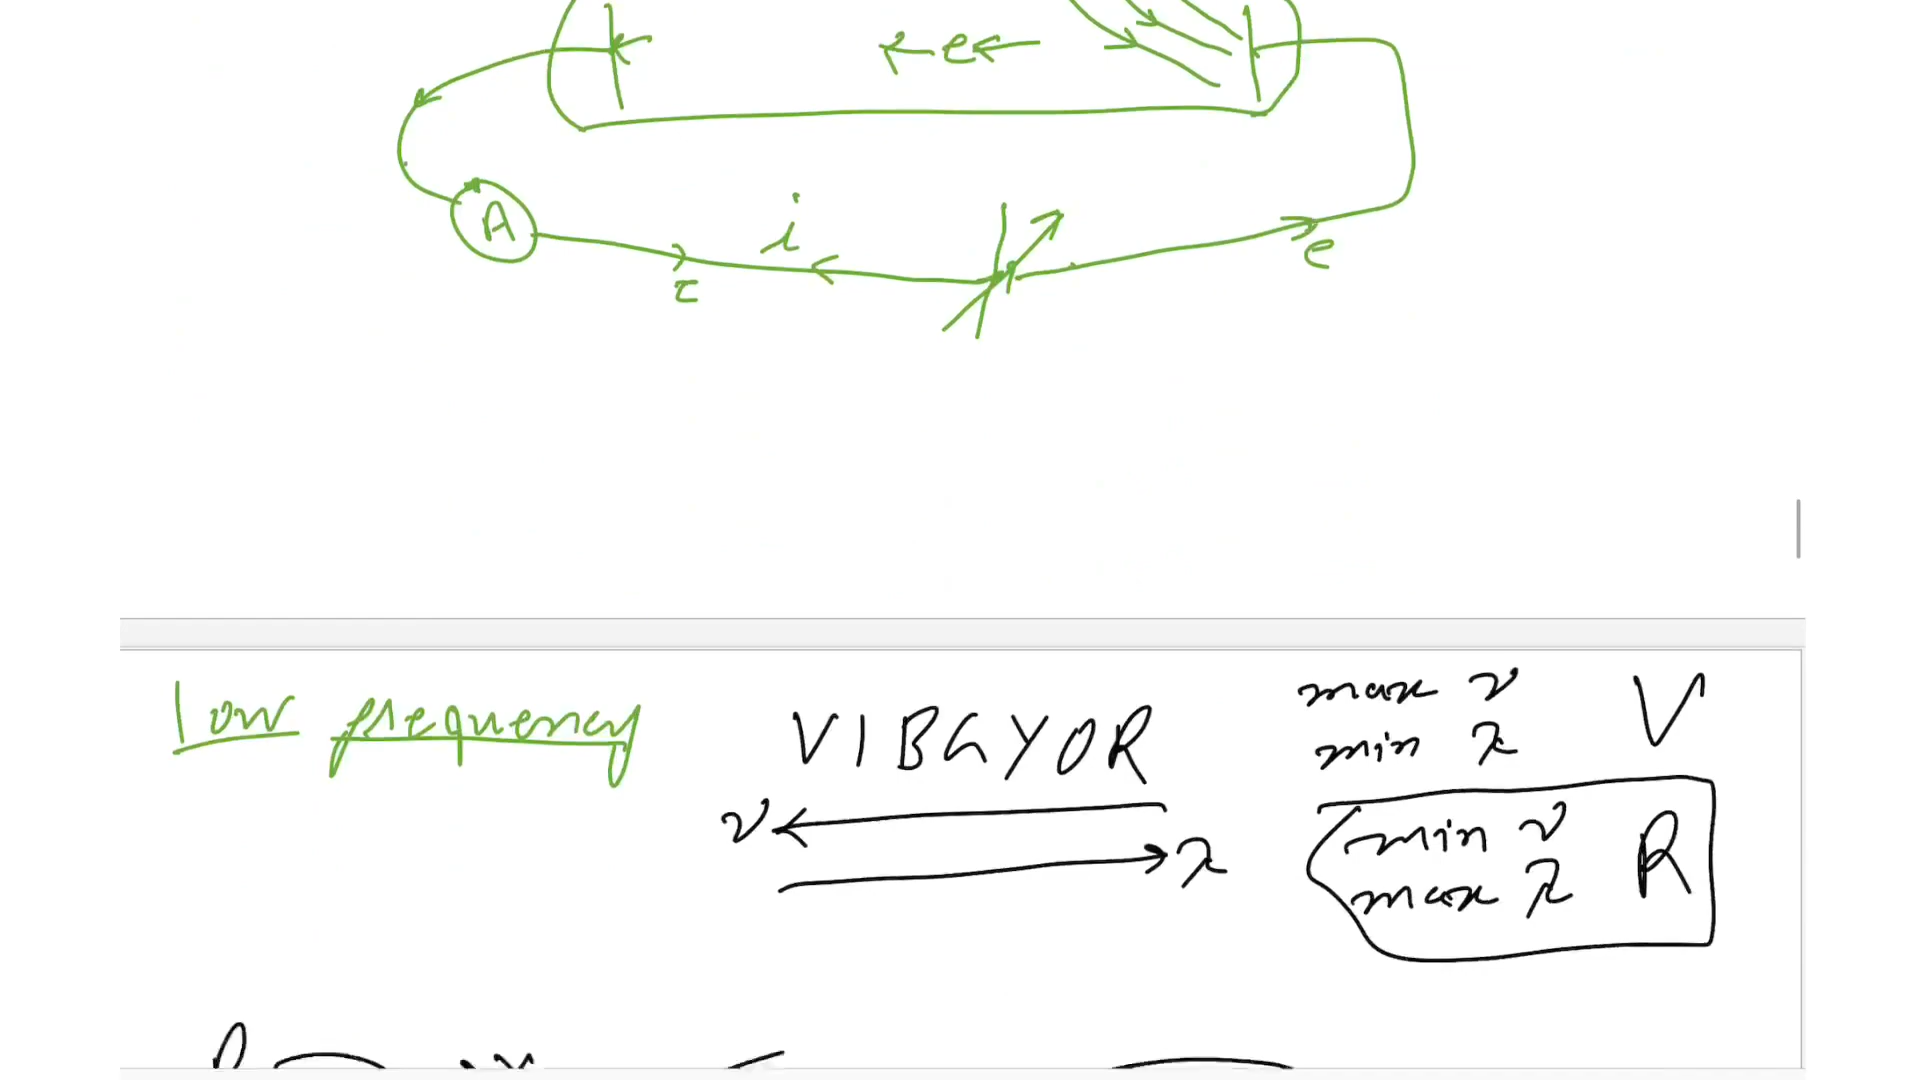 ← e ←
A
i
e
e
Low frequency
VIBGYOR
ν ←
→ λ
max ν
min λ V
min ν
max λ R